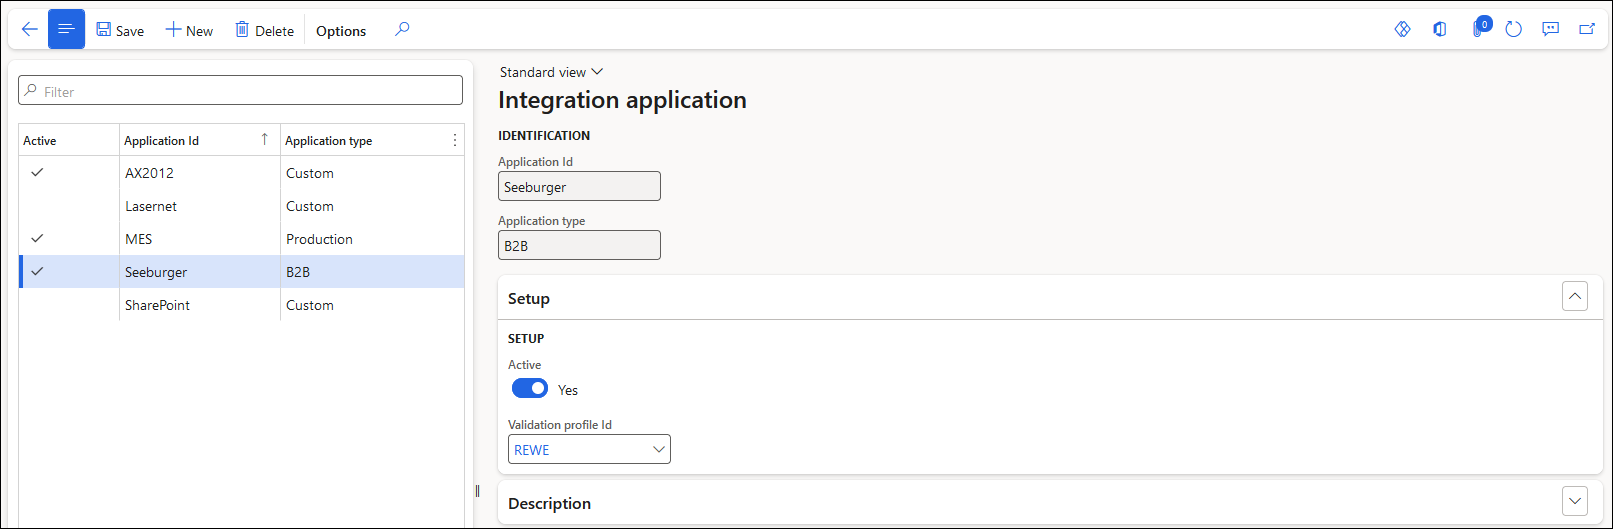 Save New Delete Options 0
Filter
Active Application Id Application type
AX2012 Custom
Lasernet Custom
MES Production
Seeburger B2B
SharePoint Custom
Standard view
Integration application
IDENTIFICATION
Application Id
Seeburger
Application type
B2B
Setup
SETUP
Active
Yes
Validation profile Id
REWE
Description